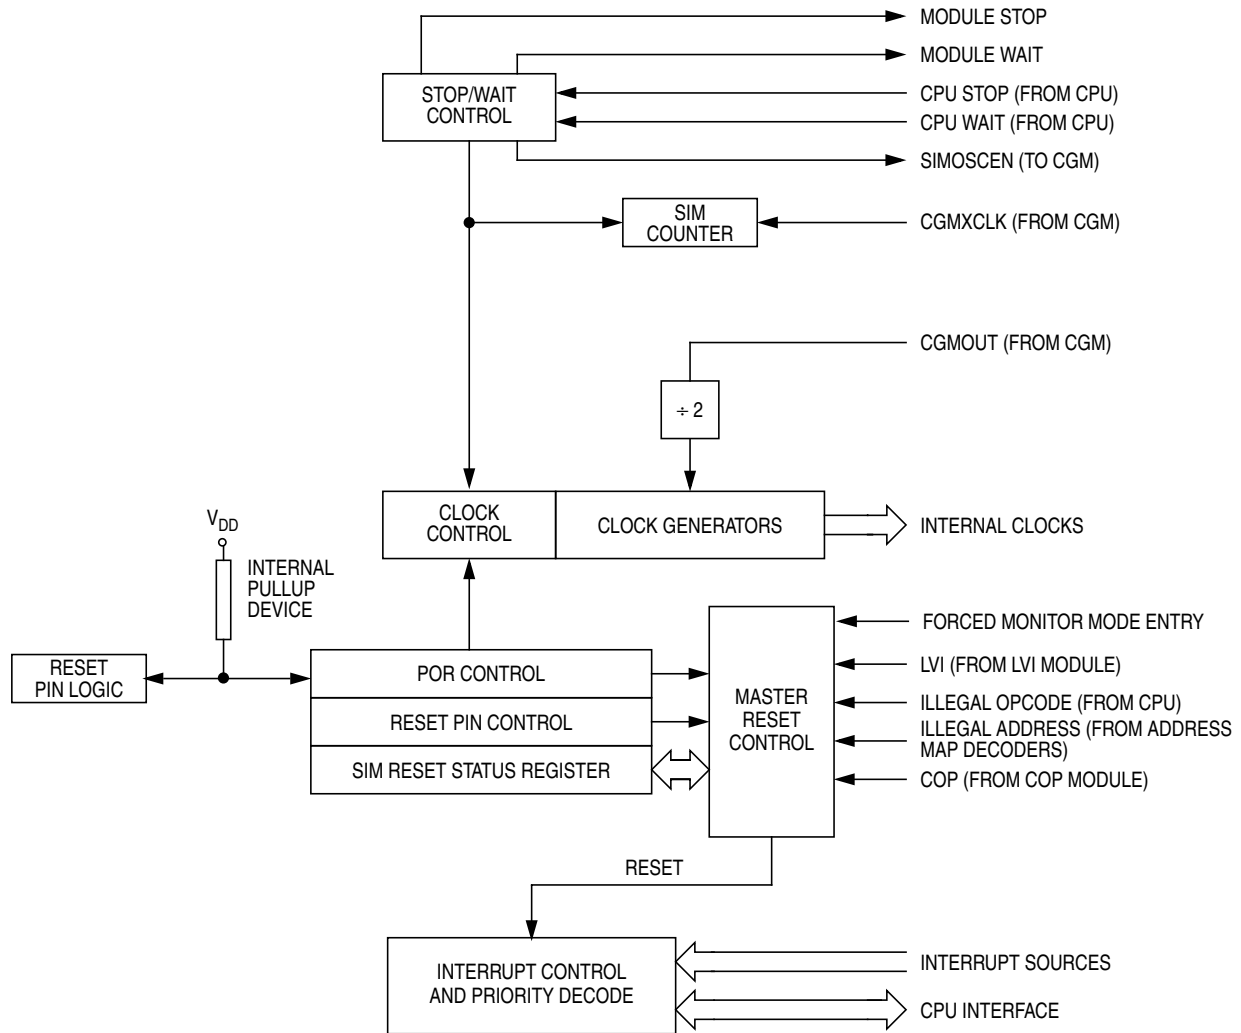 MODULE STOP
MODULE WAIT
STOP/WAIT
CONTROL
CPU STOP (FROM CPU)
CPU WAIT (FROM CPU)
SIMOSCEN (TO CGM)
SIM
COUNTER
CGMXCLK (FROM CGM)
CGMOUT (FROM CGM)
÷ 2
CLOCK
CONTROL
CLOCK GENERATORS
INTERNAL CLOCKS
VDD
INTERNAL
PULLUP
DEVICE
FORCED MONITOR MODE ENTRY
RESET
PIN LOGIC
POR CONTROL
LVI (FROM LVI MODULE)
MASTER
RESET
CONTROL
ILLEGAL OPCODE (FROM CPU)
RESET PIN CONTROL
ILLEGAL ADDRESS (FROM ADDRESS
MAP DECODERS)
SIM RESET STATUS REGISTER
COP (FROM COP MODULE)
RESET
INTERRUPT CONTROL
AND PRIORITY DECODE
INTERRUPT SOURCES
CPU INTERFACE